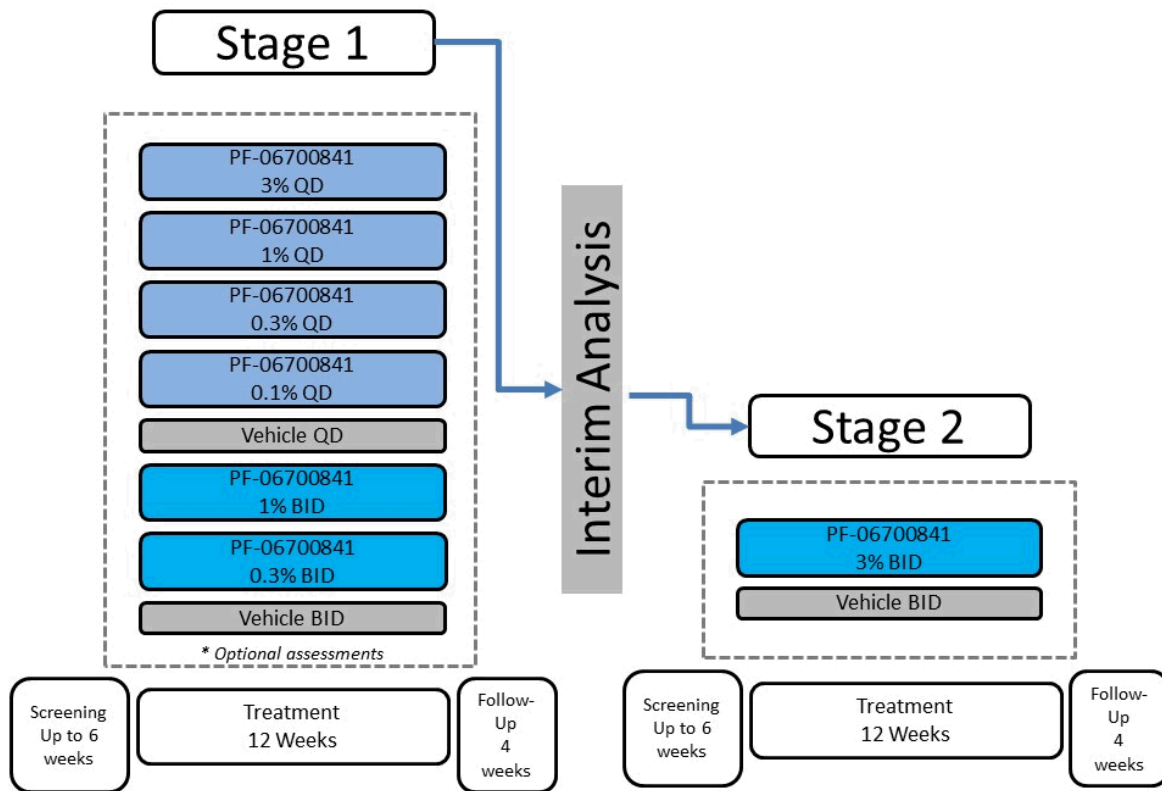 Stage 1
PF-06700841
3% QD
PF-06700841
1% QD
PF-06700841
0.3% QD
PF-06700841
0.1% QD
Vehicle QD
PF-06700841
1% BID
PF-06700841
0.3% BID
Vehicle BID
* Optional assessments
Screening
Up to 6
weeks
Treatment
12 Weeks
Follow-
Up
4
weeks
Interim Analysis
Stage 2
PF-06700841
3% BID
Vehicle BID
Screening
Up to 6
weeks
Treatment
12 Weeks
Follow-
Up
4
weeks